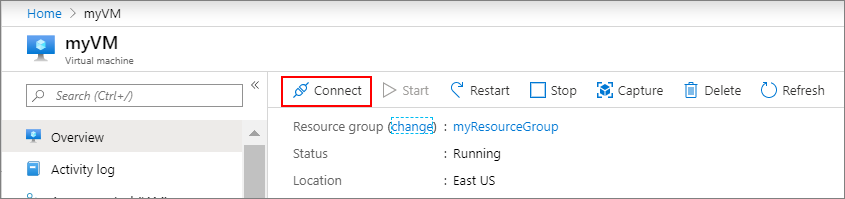 Home > myVM
myVM
Virtual machine
Search (Ctrl+/)
«
Connect Start Restart Stop Capture Delete Refresh
Overview
Activity log
Resource group (change) : myResourceGroup
Status : Running
Location : East US